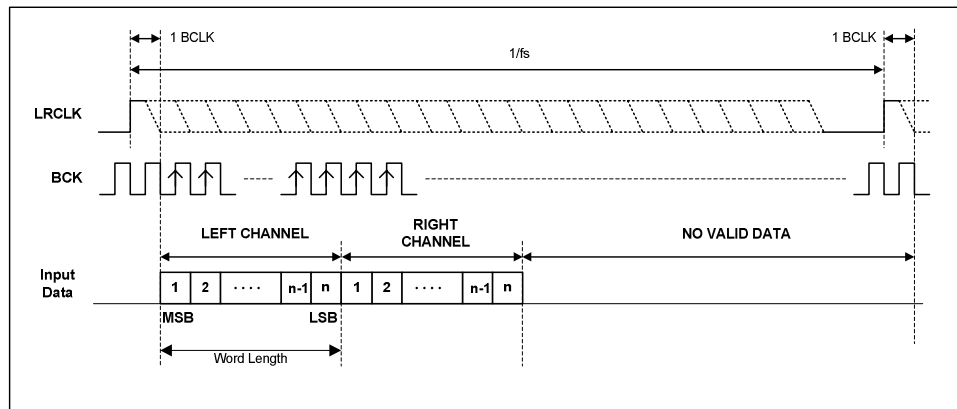 1 BCLK
1 BCLK
1/fs
LRCLK
BCK
LEFT CHANNEL
RIGHT
CHANNEL
NO VALID DATA
Input
Data
1 2 · · · · n-1 n 1 2 · · · · n-1 n
MSB
LSB
Word Length